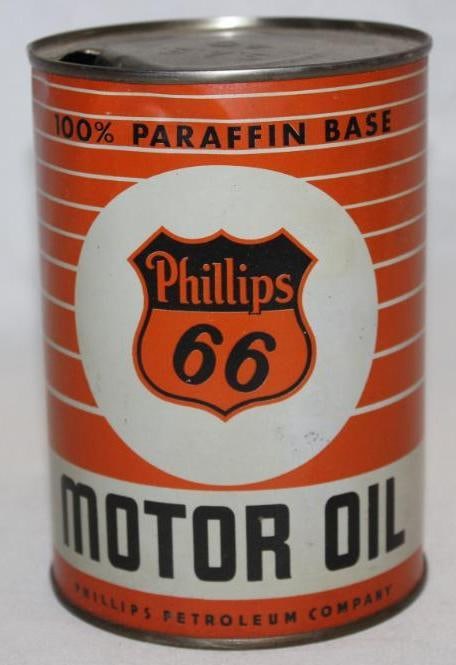 100% PARAFFIN BASE
Phillips
66
MOTOR OIL
PHILLIPS PETROLEUM COMPANY